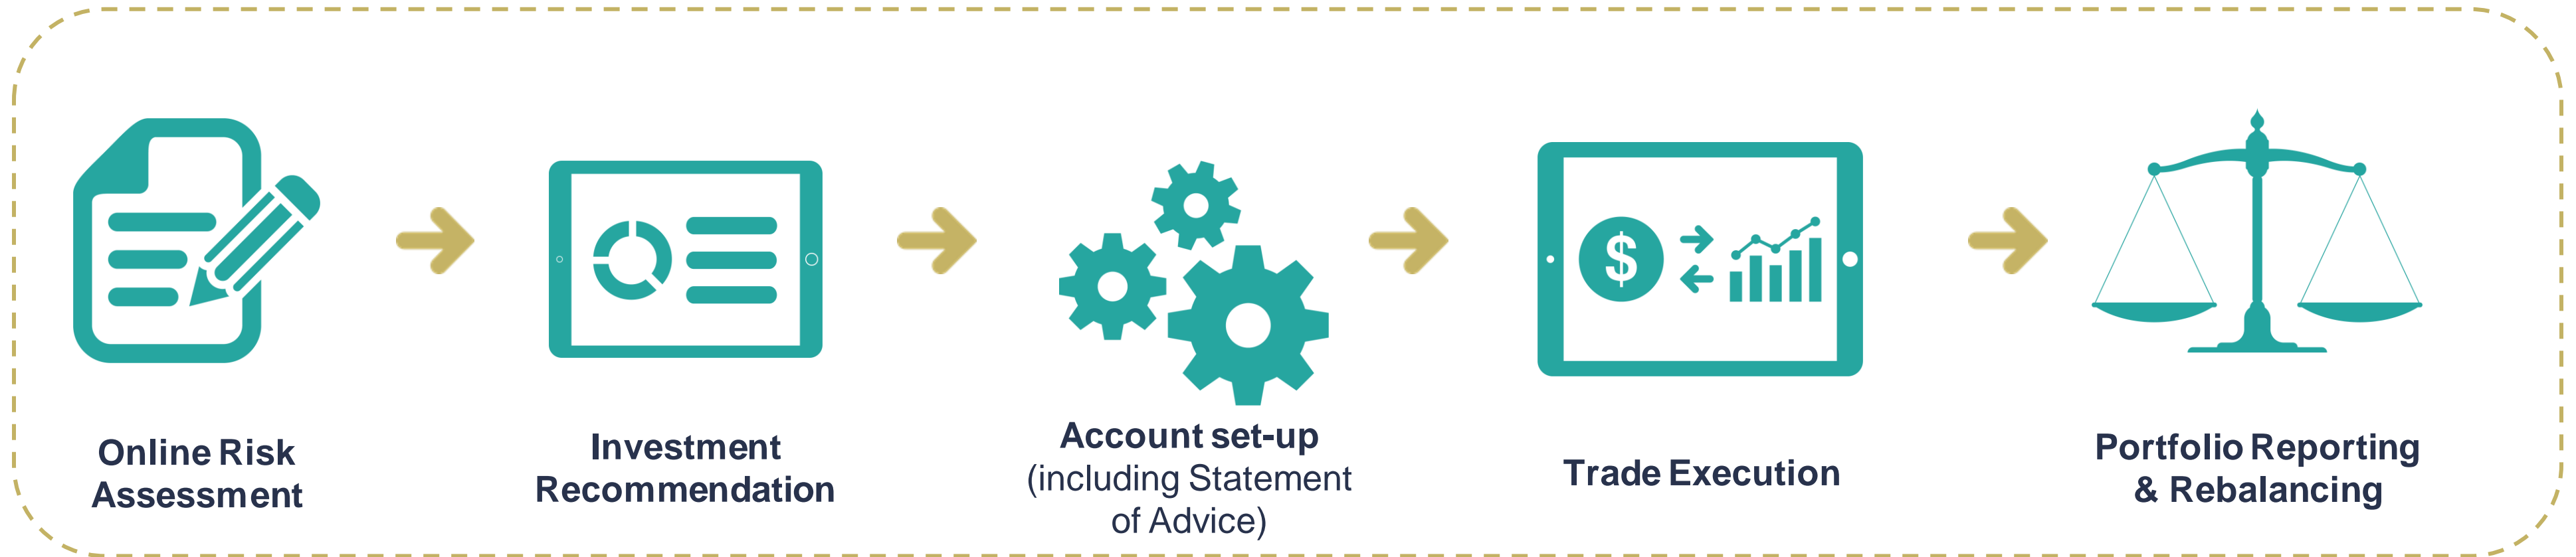 Online Risk
Assessment
Investment
Recommendation
Account set-up
(including Statement
of Advice)
$
Trade Execution
Portfolio Reporting
& Rebalancing